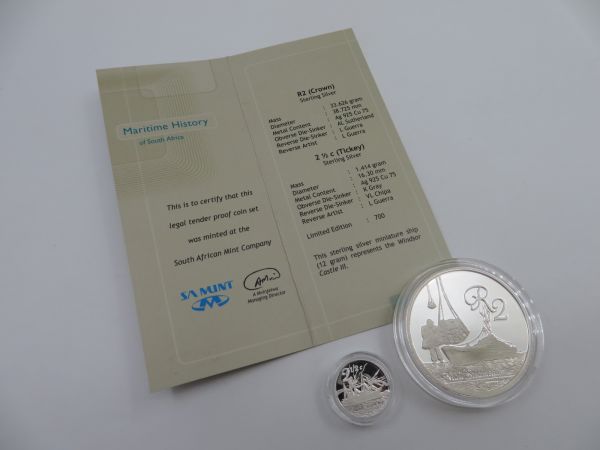 Maritime History
of South Africa
This is to certify that this
legal tender proof coin set
was minted at the
South African Mint Company
SA MINT
A Mvinjelwa
Managing Director
R2 (Crown)
Sterling Silver
Mass : 33.626 gram
Diameter : 38.725 mm
Metal Content : Ag 925 Cu 75
Obverse Die-Sinker : AL Sutherland
Reverse Die-Sinker : L Guerra
Reverse Artist : L Guerra
2 ½ c (Tickey)
Sterling Silver
Mass : 1.414 gram
Diameter : 16.30 mm
Metal Content : Ag 925 Cu 75
Obverse Die-Sinker : K Gray
Reverse Die-Sinker : VL Chipa
Reverse Artist : L Guerra
Limited Edition : 700
This sterling silver miniature ship
(12 gram) represents the Windsor
Castle III.
R2
2½c